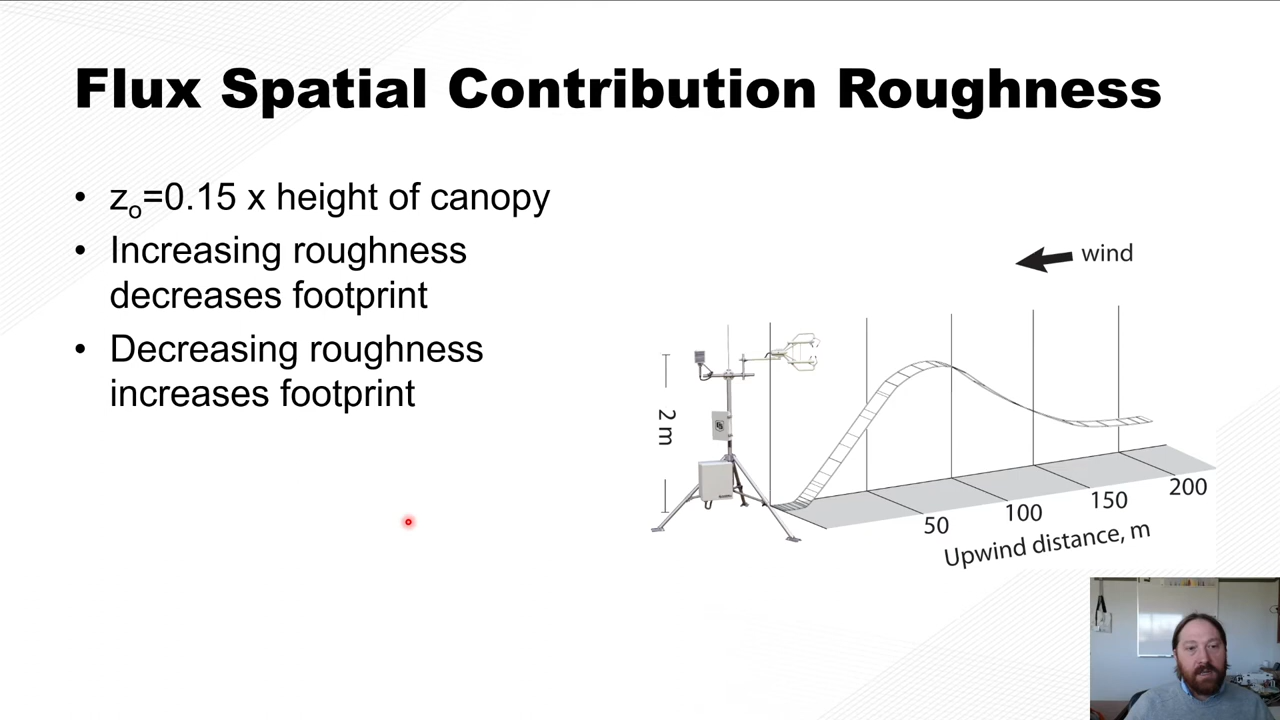 Flux Spatial Contribution Roughness
• zₒ=0.15 x height of canopy
• Increasing roughness
decreases footprint
• Decreasing roughness
increases footprint
wind
2 m
50
100
150
200
Upwind distance, m